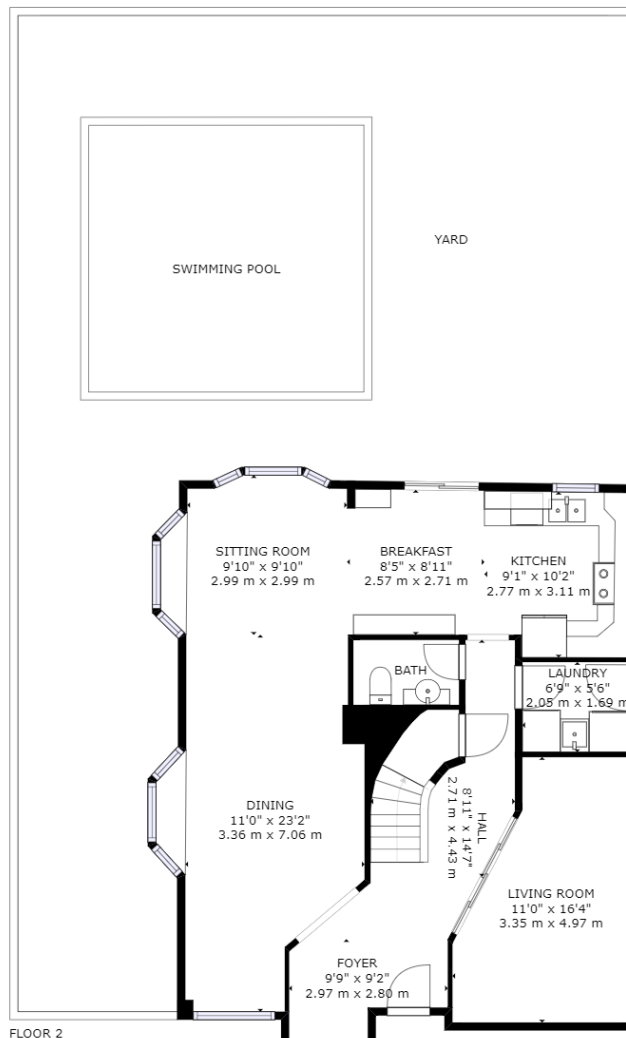 YARD
SWIMMING POOL
SITTING ROOM
9'10" x 9'10"
2.99 m x 2.99 m
BREAKFAST
8'5" x 8'11"
2.57 m x 2.71 m
KITCHEN
9'1" x 10'2"
2.77 m x 3.11 m
BATH
LAUNDRY
6'9" x 5'6"
2.05 m x 1.69 m
HALL
8'11" x 14'7"
2.71 m x 4.43 m
DINING
11'0" x 23'2"
3.36 m x 7.06 m
LIVING ROOM
11'0" x 16'4"
3.35 m x 4.97 m
FOYER
9'9" x 9'2"
2.97 m x 2.80 m
FLOOR 2